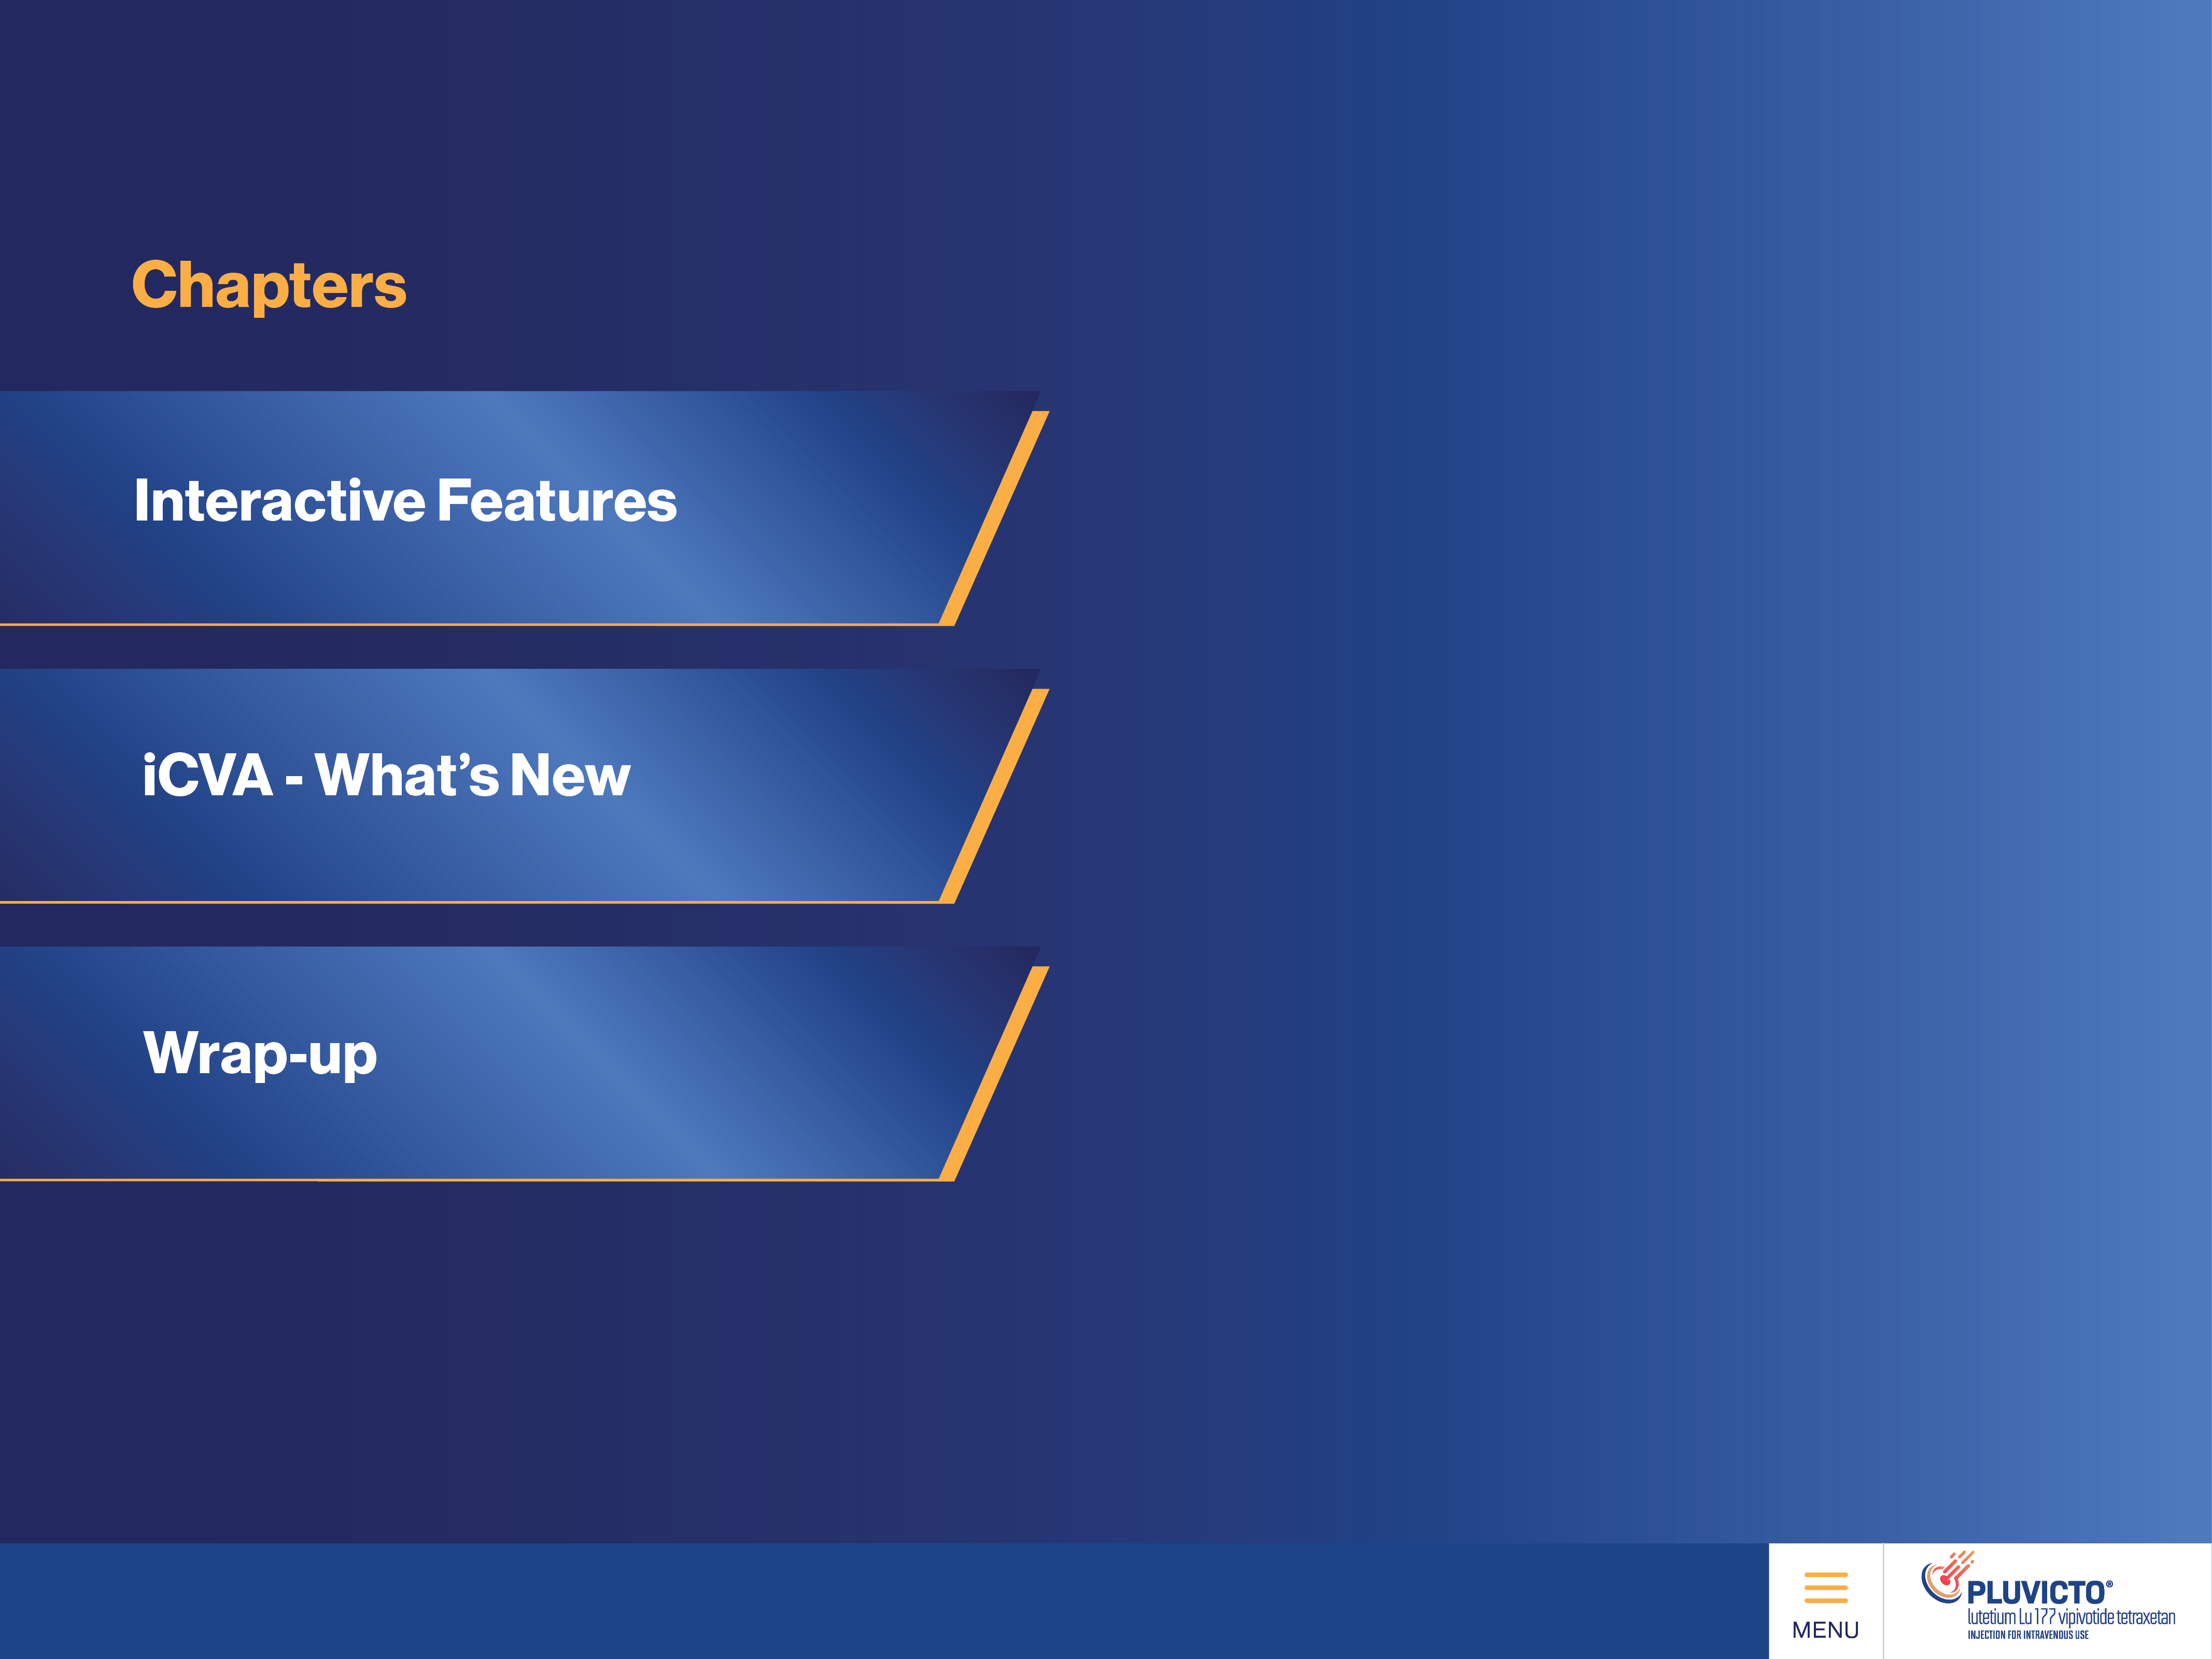 Chapters
Interactive Features
iCVA - What’s New
Wrap-up
MENU
PLUVICTO®
lutetium Lu 177 vipivotide tetraxetan
INJECTION FOR INTRAVENOUS USE